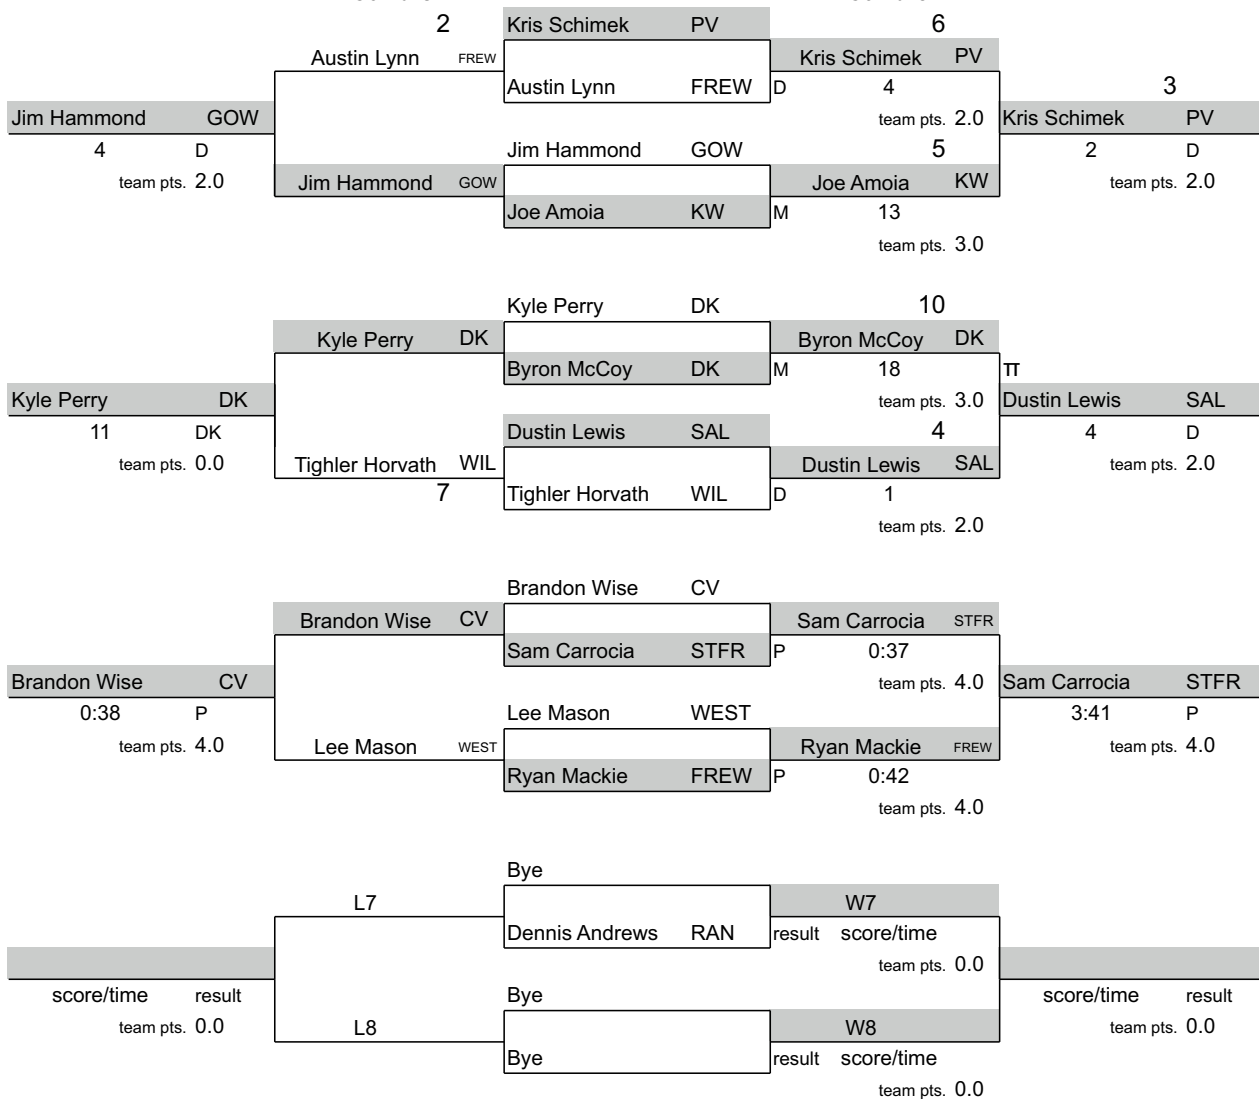 2 Kris Schimek PV 6
Austin Lynn FREW Kris Schimek PV
Austin Lynn FREW D 4 3
Jim Hammond GOW team pts. 2.0 Kris Schimek PV
4 D Jim Hammond GOW 5 2 D
team pts. 2.0 Jim Hammond GOW Joe Amoia KW team pts. 2.0
Joe Amoia KW M 13
team pts. 3.0
Kyle Perry DK 10
Kyle Perry DK Byron McCoy DK
Byron McCoy DK M 18 TT
Kyle Perry DK team pts. 3.0 Dustin Lewis SAL
11 DK Dustin Lewis SAL 4 4 D
team pts. 0.0 Tighler Horvath WIL Dustin Lewis SAL team pts. 2.0
7 Tighler Horvath WIL D 1
team pts. 2.0
Brandon Wise CV
Brandon Wise CV Sam Carrocia STFR
Sam Carrocia STFR P 0:37
Brandon Wise CV team pts. 4.0 Sam Carrocia STFR
0:38 P Lee Mason WEST 3:41 P
team pts. 4.0 Lee Mason WEST Ryan Mackie FREW team pts. 4.0
Ryan Mackie FREW P 0:42
team pts. 4.0
Bye
L7 W7
Dennis Andrews RAN result score/time
team pts. 0.0
score/time result Bye score/time result
team pts. 0.0 L8 W8 team pts. 0.0
Bye result score/time
team pts. 0.0